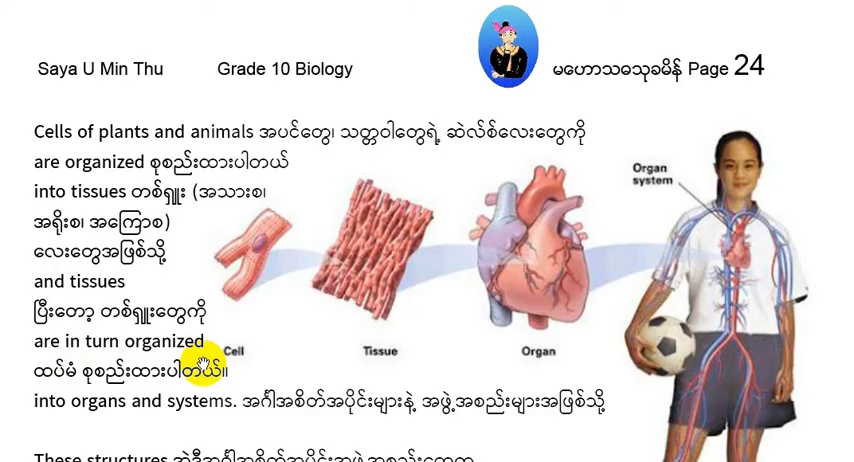 Saya U Min Thu Grade 10 Biology မဟောသဓသုခမိန် Page 24
Cells of plants and animals အပင်တွေ၊ သတ္တဝါတွေရဲ့ ဆဲလ်စ်လေးတွေကို
are organized စုစည်းထားပါတယ်
into tissues တစ်ရှူး (အသားစ၊
အရိုးစ၊ အကြောစ)
လေးတွေအဖြစ်သို့
and tissues
ပြီးတော့ တစ်ရှူးတွေကို
are in turn organized
ထပ်မံ စုစည်းထားပါတယ်။
into organs and systems. အင်္ဂါအစိတ်အပိုင်းများနဲ့ အဖွဲ့အစည်းများအဖြစ်သို့
These structures
Organ
system
Cell
Tissue
Organ